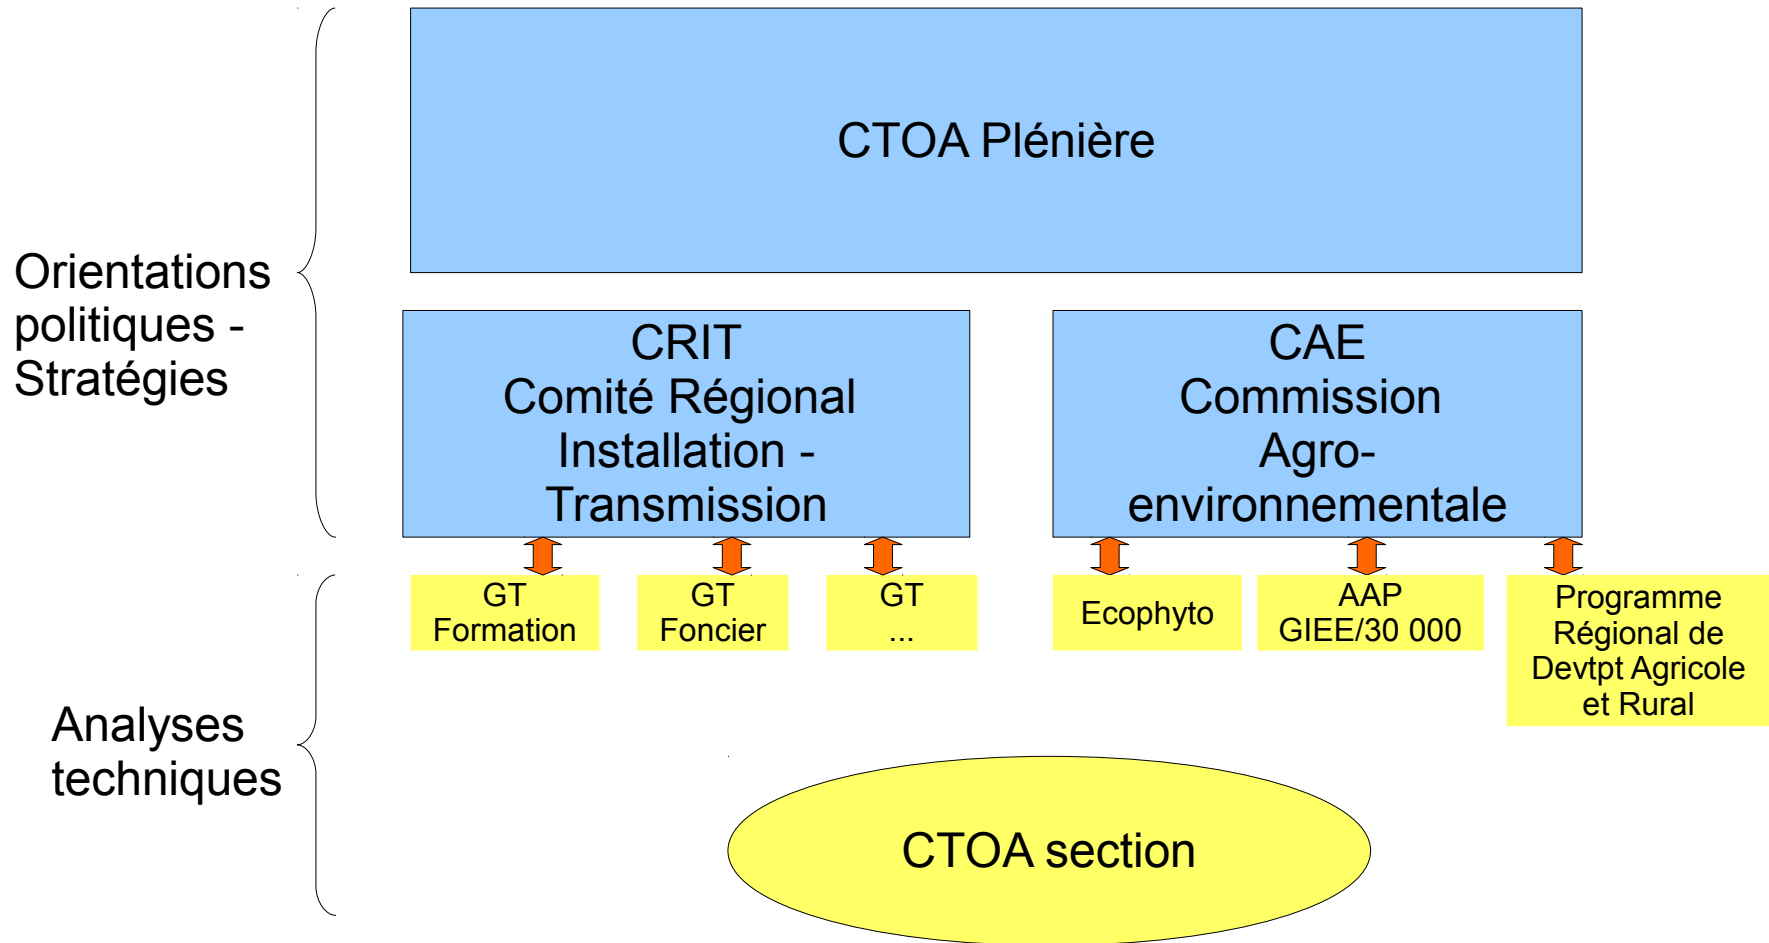 CTOA Plénière
Orientations
politiques -
Stratégies
CRIT
Comité Régional
Installation -
Transmission
CAE
Commission
Agro-
environnementale
GT
Formation
GT
Foncier
GT
...
Ecophyto
AAP
GIEE/30 000
Programme
Régional de
Devtpt Agricole
et Rural
Analyses
techniques
CTOA section